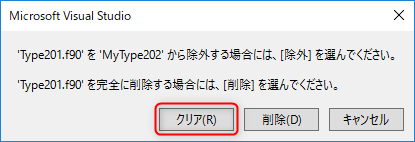 Microsoft Visual Studio
'Type201.f90' を 'MyType202' から除外する場合には、[除外] を選んでください。
'Type201.f90' を完全に削除する場合には、[削除] を選んでください。
クリア(R) 削除(D) キャンセル